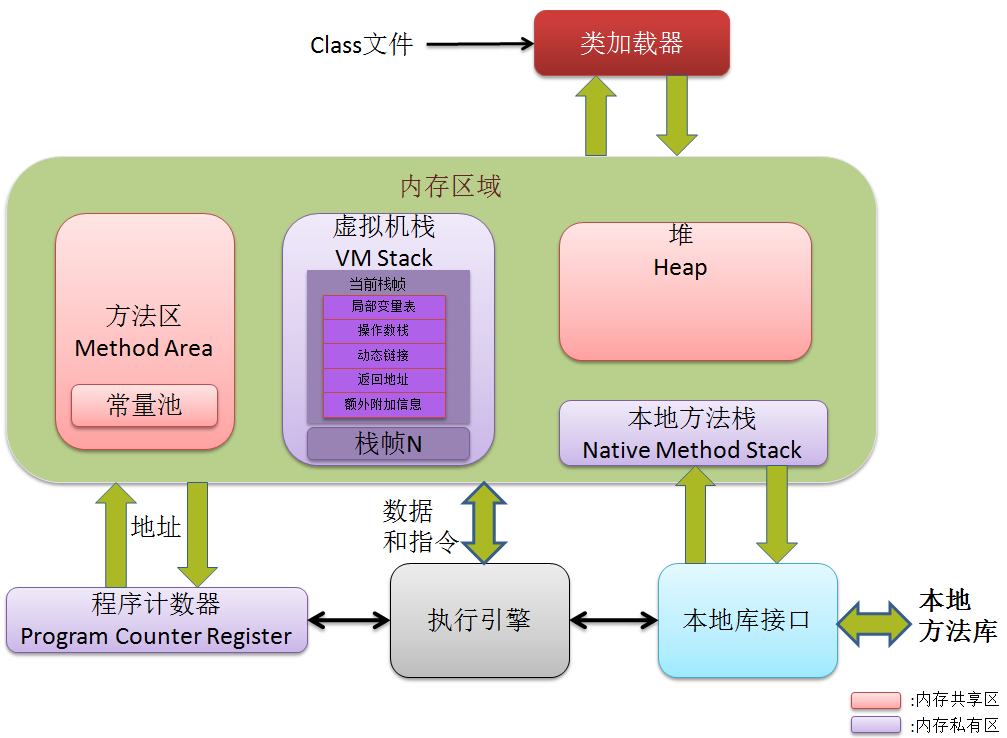 Class文件
类加载器
内存区域
方法区
Method Area
常量池
虚拟机栈
VM Stack
当前栈帧
局部变量表
操作数栈
动态链接
返回地址
额外附加信息
栈帧N
堆
Heap
本地方法栈
Native Method Stack
地址
数据
和指令
程序计数器
Program Counter Register
执行引擎
本地库接口
本地
方法库
:内存共享区
:内存私有区